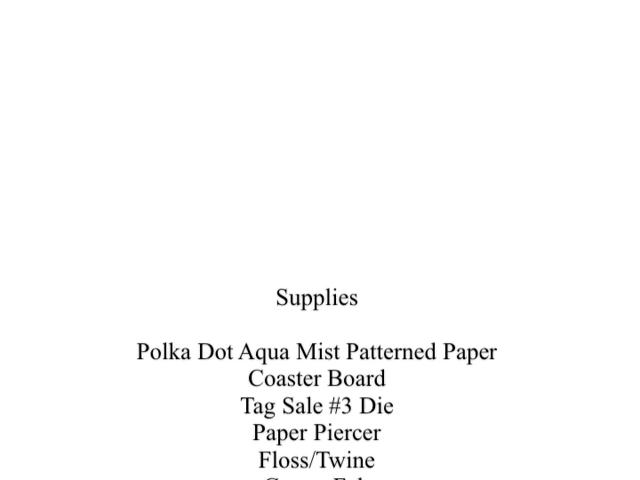 Supplies
Polka Dot Aqua Mist Patterned Paper
Coaster Board
Tag Sale #3 Die
Paper Piercer
Floss/Twine